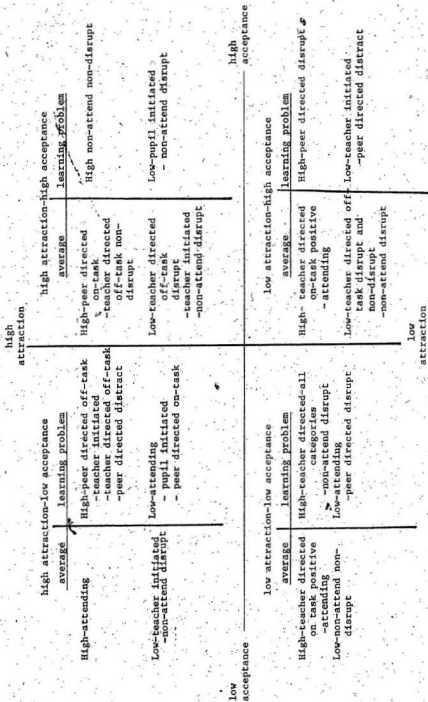 high
attraction
high attraction-low acceptance
average
learning problem
High-attending
High-peer directed off-task
-teacher initiated
-teacher directed off-task
-peer directed distract
Low-teacher initiated
-non-attend disrupt
Low-attending
- pupil initiated
- peer directed on-task
high attraction-high acceptance
average
learning problem
High-peer directed
on-task
-teacher directed
off-task non-
disrupt
High non-attend non-disrupt
Low-teacher directed
off-task
disrupt
-teacher initiated
-non-attend disrupt
Low-pupil initiated
- non-attend disrupt
low
acceptance
high
acceptance
low attraction-low acceptance
average
learning problem
High-teacher directed
on task positive
-attending
High-teacher directed-all
categories
-non-attend disrupt
Low-non-attend non-
disrupt
Low-attending
-peer directed disrupt
low attraction-high acceptance
average
learning problem
High- teacher directed
on-task positive
- attending
High-peer directed disrupt
Low-teacher directed off-
task disrupt and
non-disrupt
-non-attend disrupt
Low-teacher initiated
-peer directed distract
low
attraction